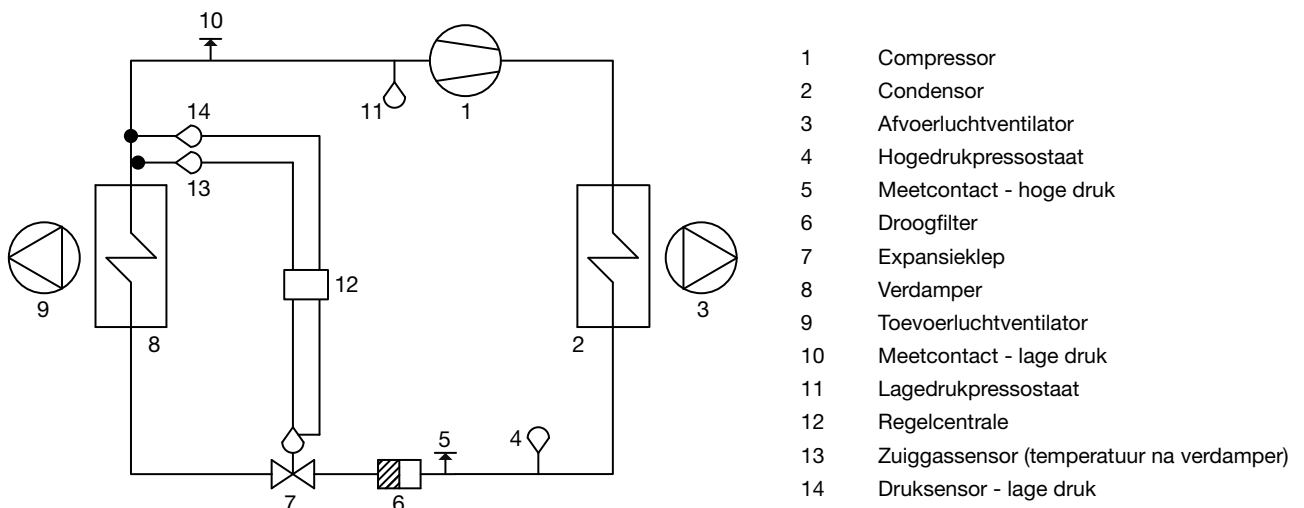 10
11
1
14
13
12
9
8
2
3
5
4
7
6
1 Compressor
2 Condensor
3 Afvoerluchtventilator
4 Hogedrukpressostaat
5 Meetcontact - hoge druk
6 Droogfilter
7 Expansieklep
8 Verdamper
9 Toevoerluchtventilator
10 Meetcontact - lage druk
11 Lagedrukpressostaat
12 Regelcentrale
13 Zuiggassensor (temperatuur na verdamper)
14 Druksensor - lage druk